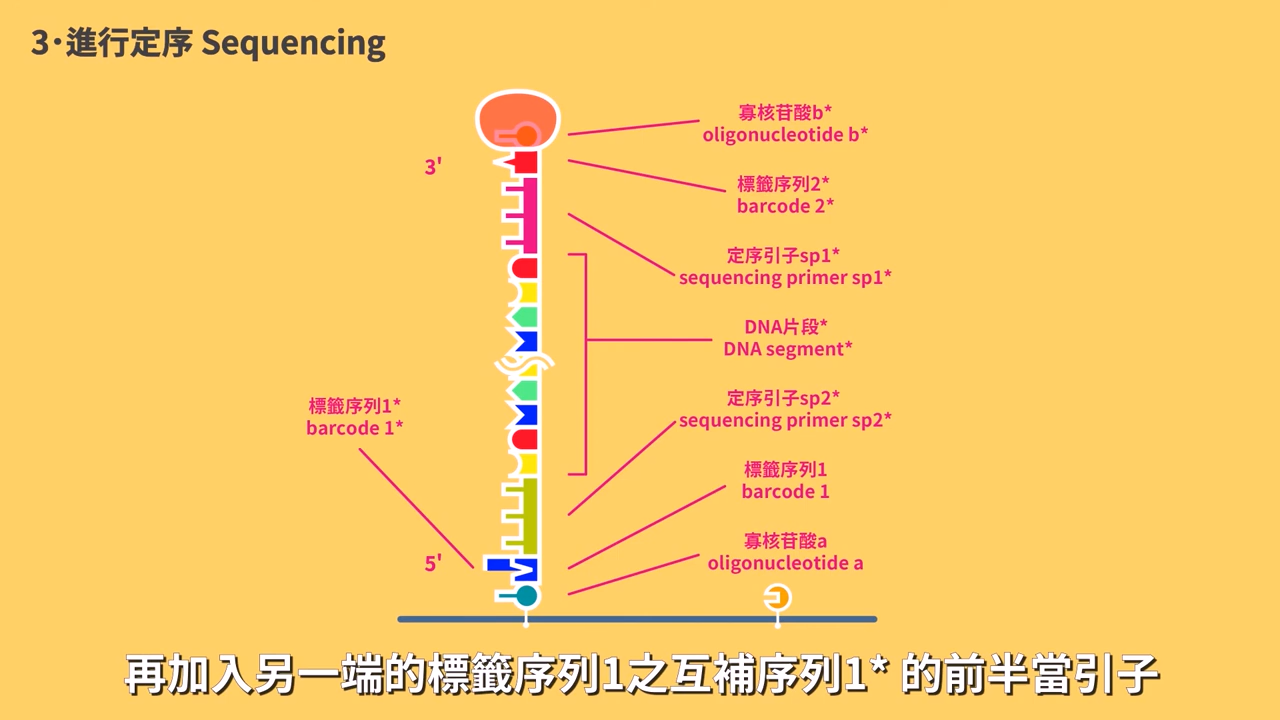 3·進行定序 Sequencing
寡核苷酸b*
oligonucleotide b*
3'
標籤序列2*
barcode 2*
定序引子sp1*
sequencing primer sp1*
DNA片段*
DNA segment*
定序引子sp2*
sequencing primer sp2*
標籤序列1*
barcode 1*
標籤序列1
barcode 1
寡核苷酸a
oligonucleotide a
5'
再加入另一端的標籤序列1之互補序列1* 的前半當引子